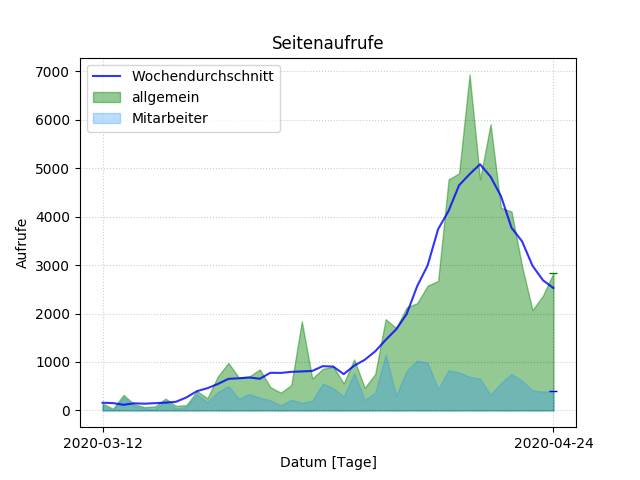 Seitenaufrufe
Wochendurchschnitt
allgemein
Mitarbeiter
7000
6000
5000
4000
3000
2000
1000
0
Aufrufe
2020-03-12
2020-04-24
Datum [Tage]